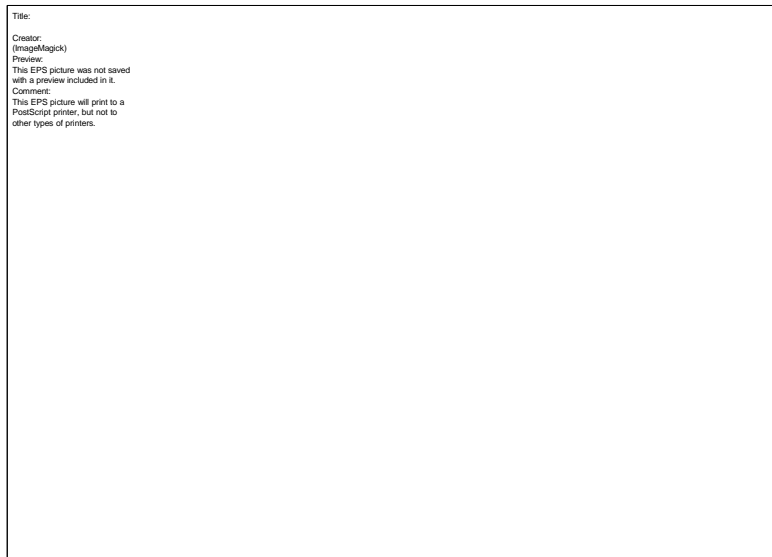 Title:
Creator:
(ImageMagick)
Preview:
This EPS picture was not saved
with a preview included in it.
Comment:
This EPS picture will print to a
PostScript printer, but not to
other types of printers.